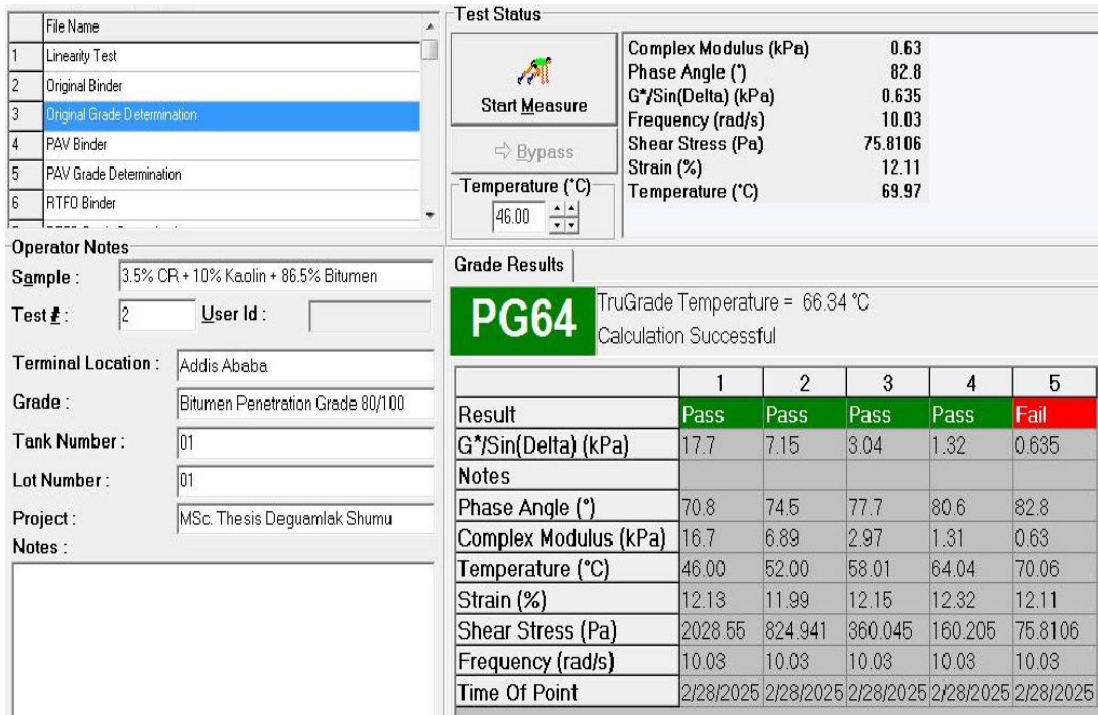 File Name
1 Linearity Test
2 Original Binder
3 Original Grade Determination
4 PAV Binder
5 PAV Grade Determination
6 RTFO Binder
Test Status
Start Measure
Bypass
Temperature (°C)
46.00
Complex Modulus (kPa) 0.63
Phase Angle (°) 82.8
G*/Sin(Delta) (kPa) 0.635
Frequency (rad/s) 10.03
Shear Stress (Pa) 75.8106
Strain (%) 12.11
Temperature (°C) 69.97
Operator Notes
Sample : 3.5% CR + 10% Kaolin + 86.5% Bitumen
Test # : 2 User Id :
Terminal Location : Addis Ababa
Grade : Bitumen Penetration Grade 80/100
Tank Number : 01
Lot Number : 01
Project : MSc. Thesis Deguamlak Shumu
Notes :
Grade Results
PG64
TruGrade Temperature = 66.34 °C
Calculation Successful
1 2 3 4 5
Result Pass Pass Pass Pass Fail
G*/Sin(Delta) (kPa) 17.7 7.15 3.04 1.32 0.635
Notes
Phase Angle (°) 70.8 74.5 77.7 80.6 82.8
Complex Modulus (kPa) 16.7 6.89 2.97 1.31 0.63
Temperature (°C) 46.00 52.00 58.01 64.04 70.06
Strain (%) 12.13 11.99 12.15 12.32 12.11
Shear Stress (Pa) 2028.55 824.941 360.045 160.205 75.8106
Frequency (rad/s) 10.03 10.03 10.03 10.03 10.03
Time Of Point 2/28/2025 2/28/2025 2/28/2025 2/28/2025 2/28/2025